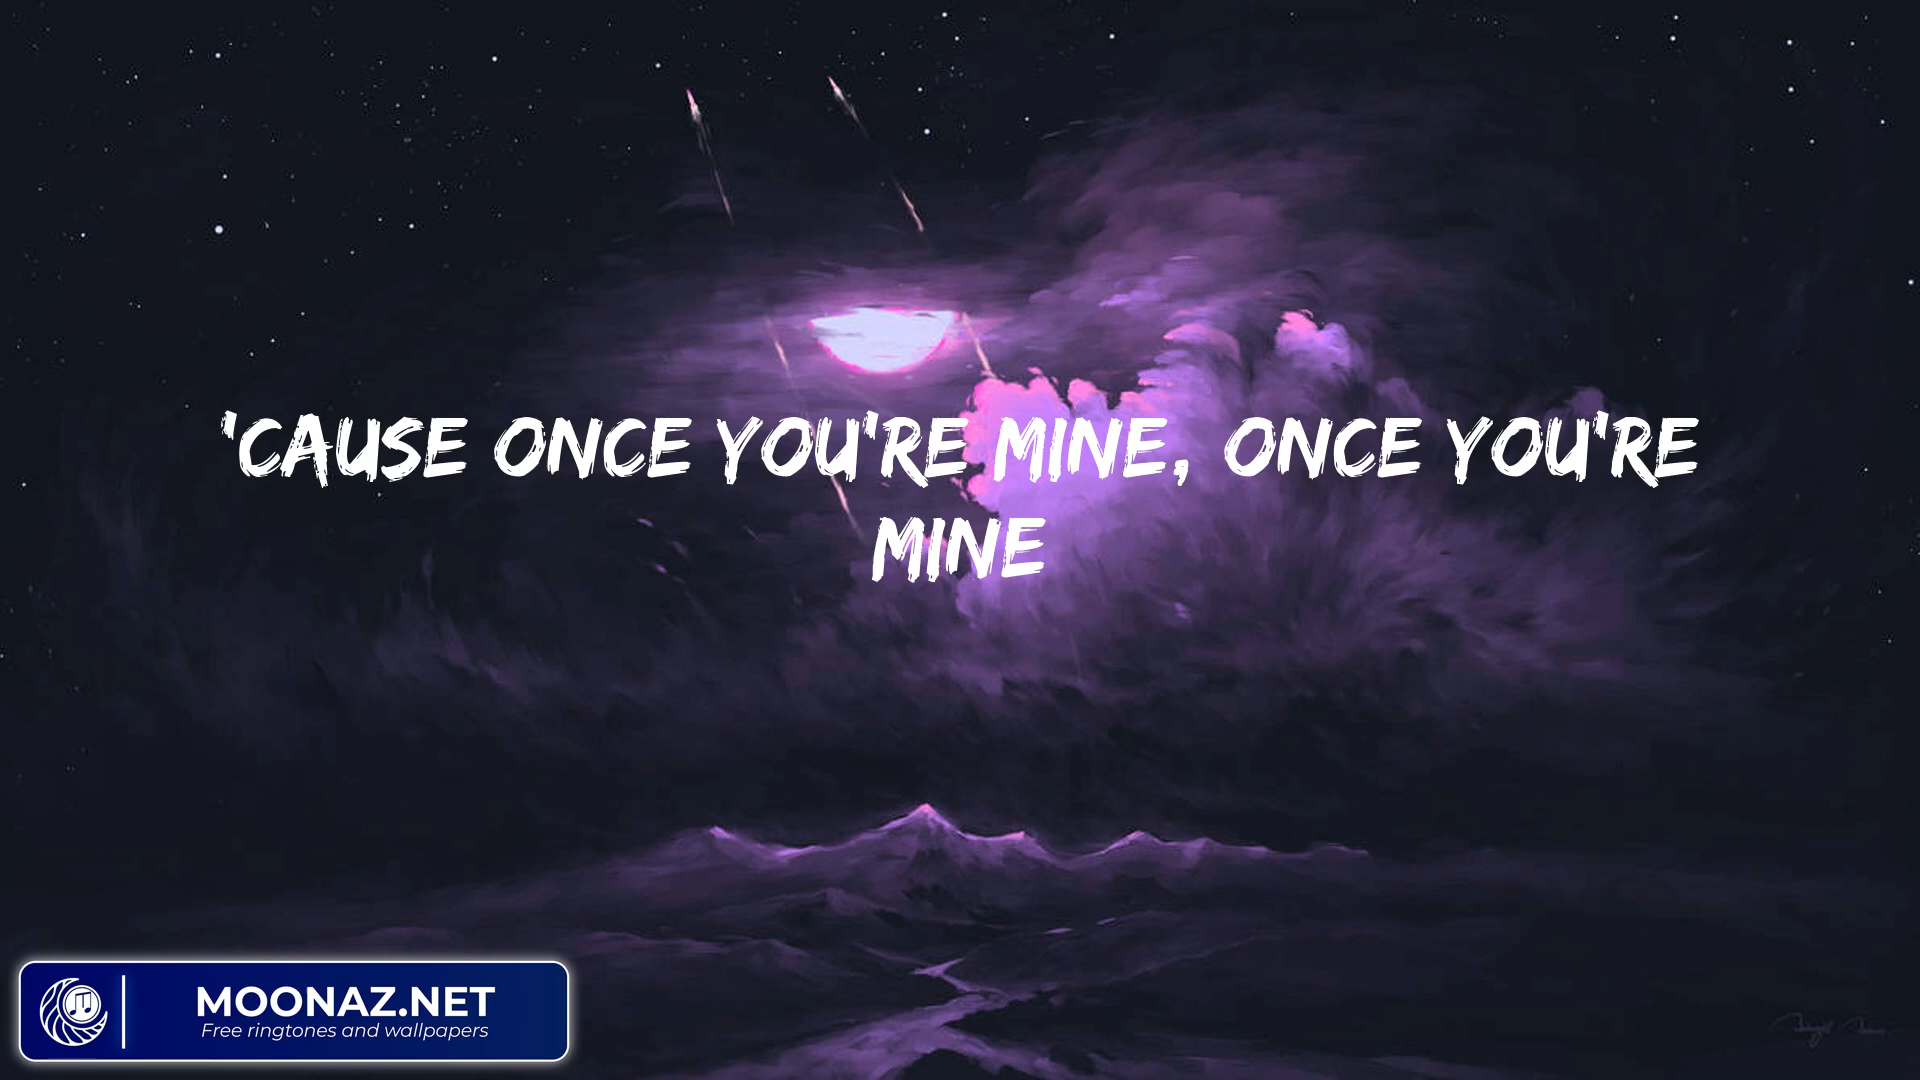 'CAUSE ONCE YOU'RE MINE, ONCE YOU'RE
MINE
MOONAZ.NET
Free ringtones and wallpapers